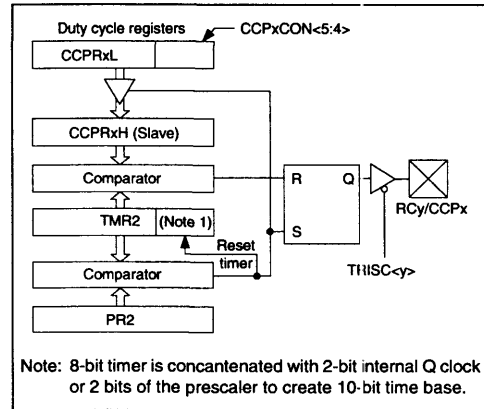 Duty cycle registers
CCPxCON<5:4>
CCPRxL
CCPRxH (Slave)
Comparator
R Q
RCy/CCPx
TMR2 (Note 1)
Reset
timer
S
TRISC<y>
Comparator
PR2
Note: 8-bit timer is concantenated with 2-bit internal Q clock
or 2 bits of the prescaler to create 10-bit time base.